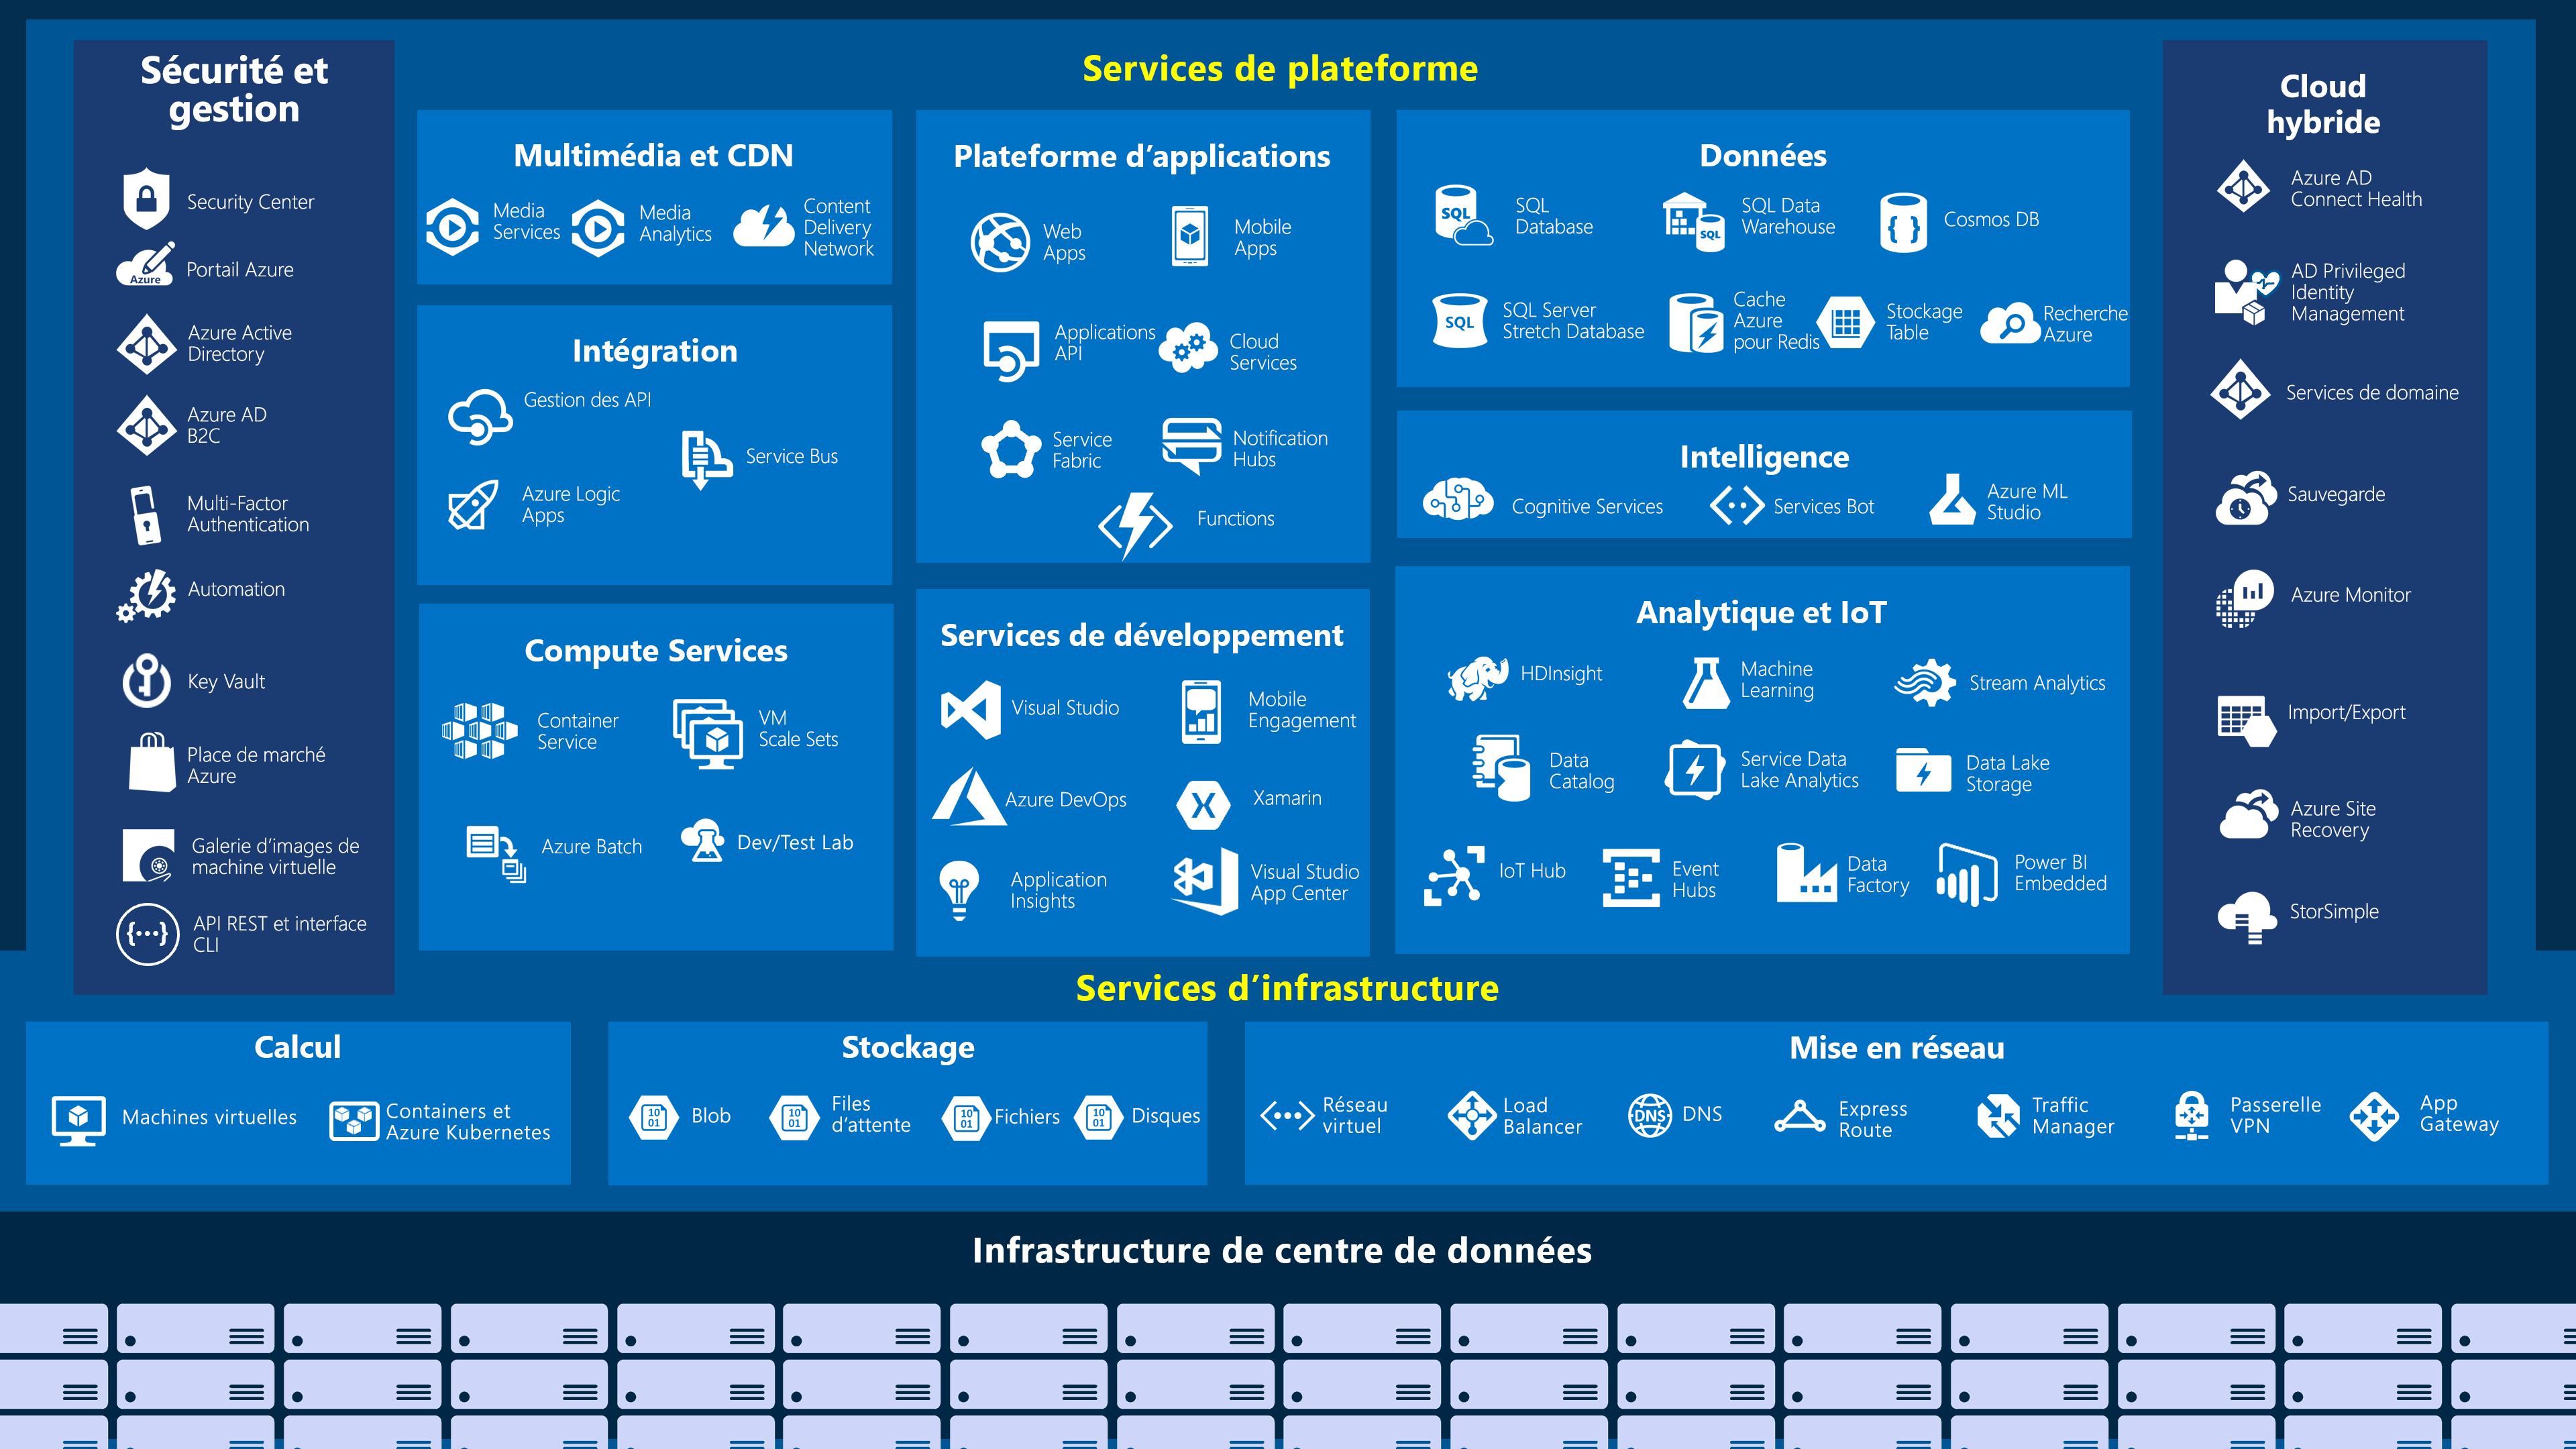 Sécurité et
gestion
Security Center
Azure
Portail Azure
Azure Active
Directory
Azure AD
B2C
Multi-Factor
Authentication
Automation
Key Vault
Place de marché
Azure
Galerie d’images de
machine virtuelle
{···}
API REST et interface
CLI
Services de plateforme
Multimédia et CDN
Media
Services
Media
Analytics
Content
Delivery
Network
Intégration
Gestion des API
Service Bus
Azure Logic
Apps
Compute Services
Container
Service
VM
Scale Sets
Azure Batch
Dev/Test Lab
Plateforme d’applications
Web
Apps
Mobile
Apps
Applications
API
Cloud
Services
Service
Fabric
Notification
Hubs
Functions
Services de développement
Visual Studio
Mobile
Engagement
Azure DevOps
X
Xamarin
Application
Insights
Visual Studio
App Center
Données
SQL
SQL
Database
SQL
SQL Data
Warehouse
{ }
Cosmos DB
SQL
SQL Server
Stretch Database
Cache
Azure
pour Redis
Stockage
Table
Recherche
Azure
Intelligence
Cognitive Services
Services Bot
Azure ML
Studio
Analytique et IoT
HDInsight
Machine
Learning
Stream Analytics
Data
Catalog
Service Data
Lake Analytics
Data Lake
Storage
IoT Hub
Event
Hubs
Data
Factory
Power BI
Embedded
Cloud
hybride
Azure AD
Connect Health
AD Privileged
Identity
Management
Services de domaine
Sauvegarde
Azure Monitor
Import/Export
Azure Site
Recovery
StorSimple
Services d’infrastructure
Calcul
Machines virtuelles
Containers et
Azure Kubernetes
Stockage
10
01
Blob
10
01
Files
d’attente
10
01
Fichiers
10
01
Disques
Mise en réseau
Réseau
virtuel
Load
Balancer
DNS
DNS
Express
Route
Traffic
Manager
Passerelle
VPN
App
Gateway
Infrastructure de centre de données